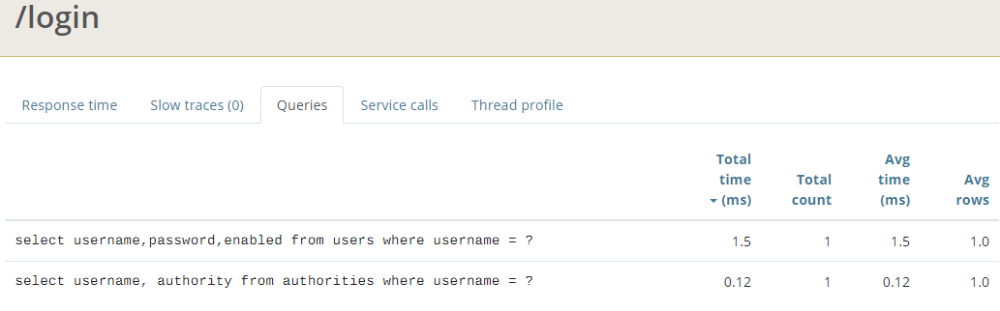 /login
Response time Slow traces (0) Queries Service calls Thread profile
Total Avg
time Total time Avg
(ms) count (ms) rows
select username,password,enabled from users where username = ? 1.5 1 1.5 1.0
select username, authority from authorities where username = ? 0.12 1 0.12 1.0